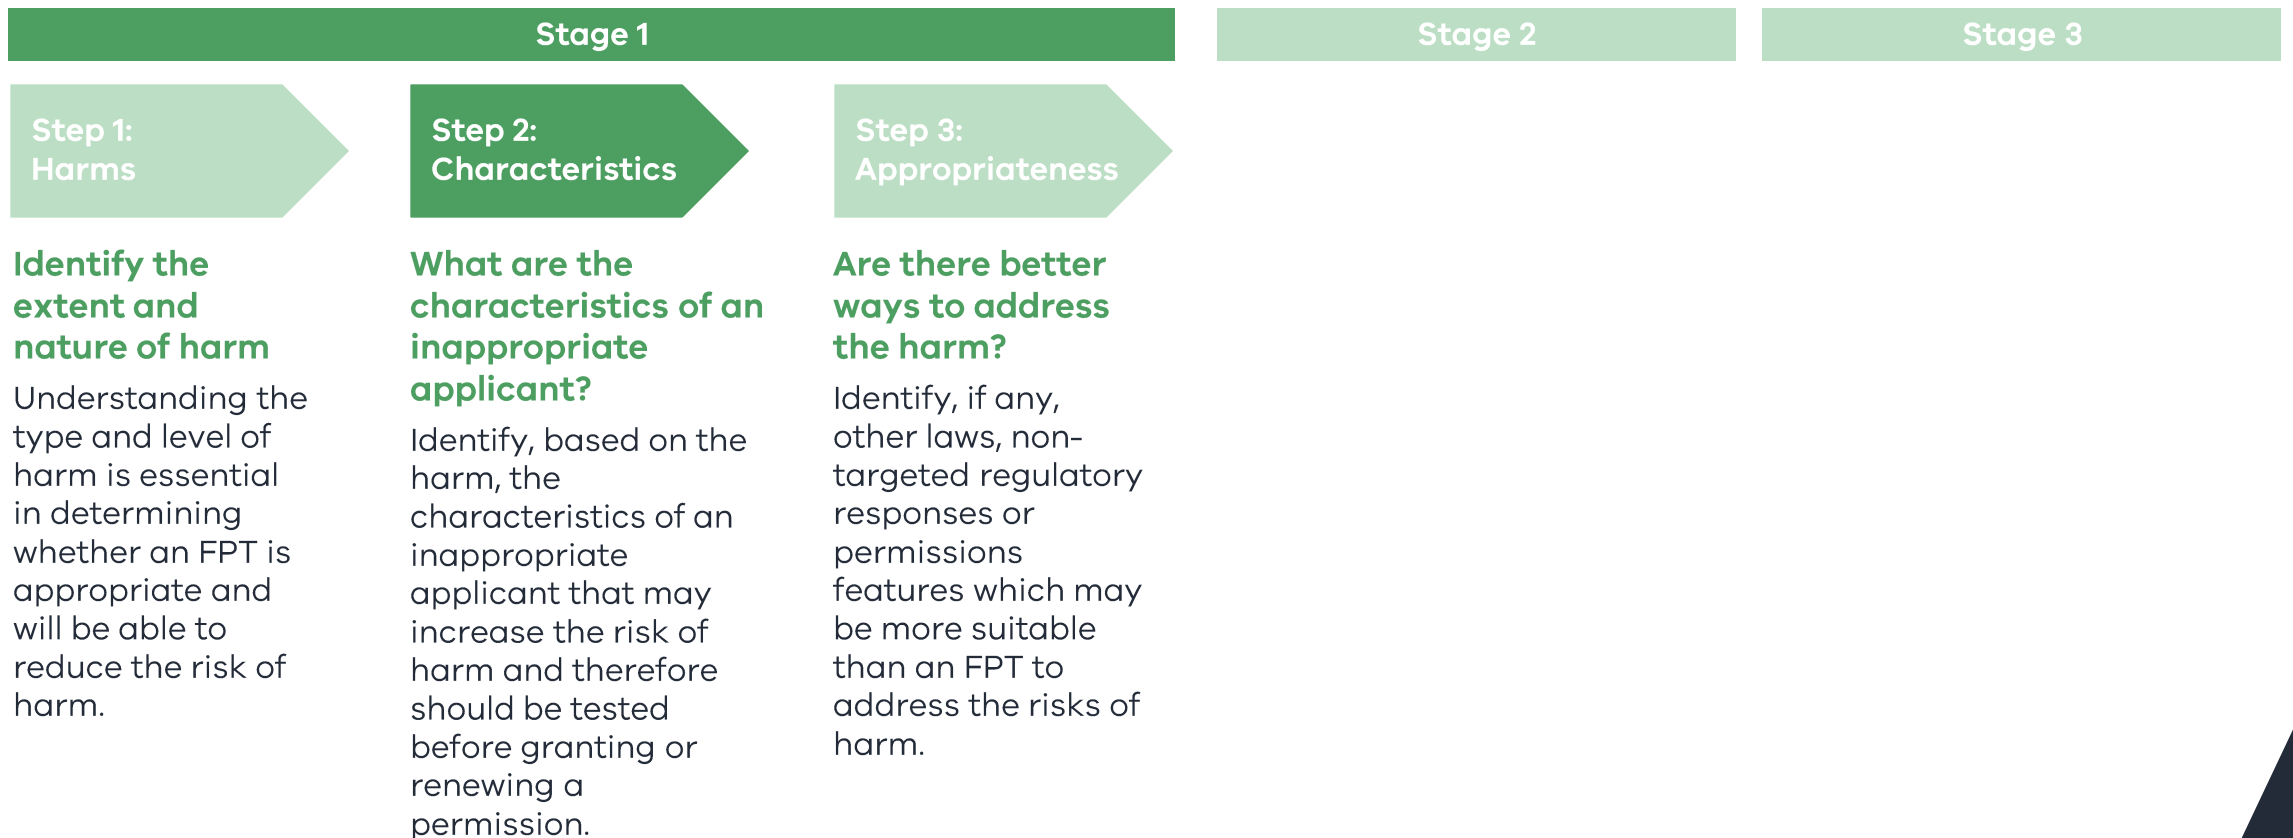 Stage 1
Stage 2
Stage 3
Step 1:
Harms
Step 2:
Characteristics
Step 3:
Appropriateness
Identify the
extent and
nature of harm
Understanding the
type and level of
harm is essential
in determining
whether an FPT is
appropriate and
will be able to
reduce the risk of
harm.
What are the
characteristics of an
inappropriate
applicant?
Identify, based on the
harm, the
characteristics of an
inappropriate
applicant that may
increase the risk of
harm and therefore
should be tested
before granting or
renewing a
permission.
Are there better
ways to address
the harm?
Identify, if any,
other laws, non-
targeted regulatory
responses or
permissions
features which may
be more suitable
than an FPT to
address the risks of
harm.